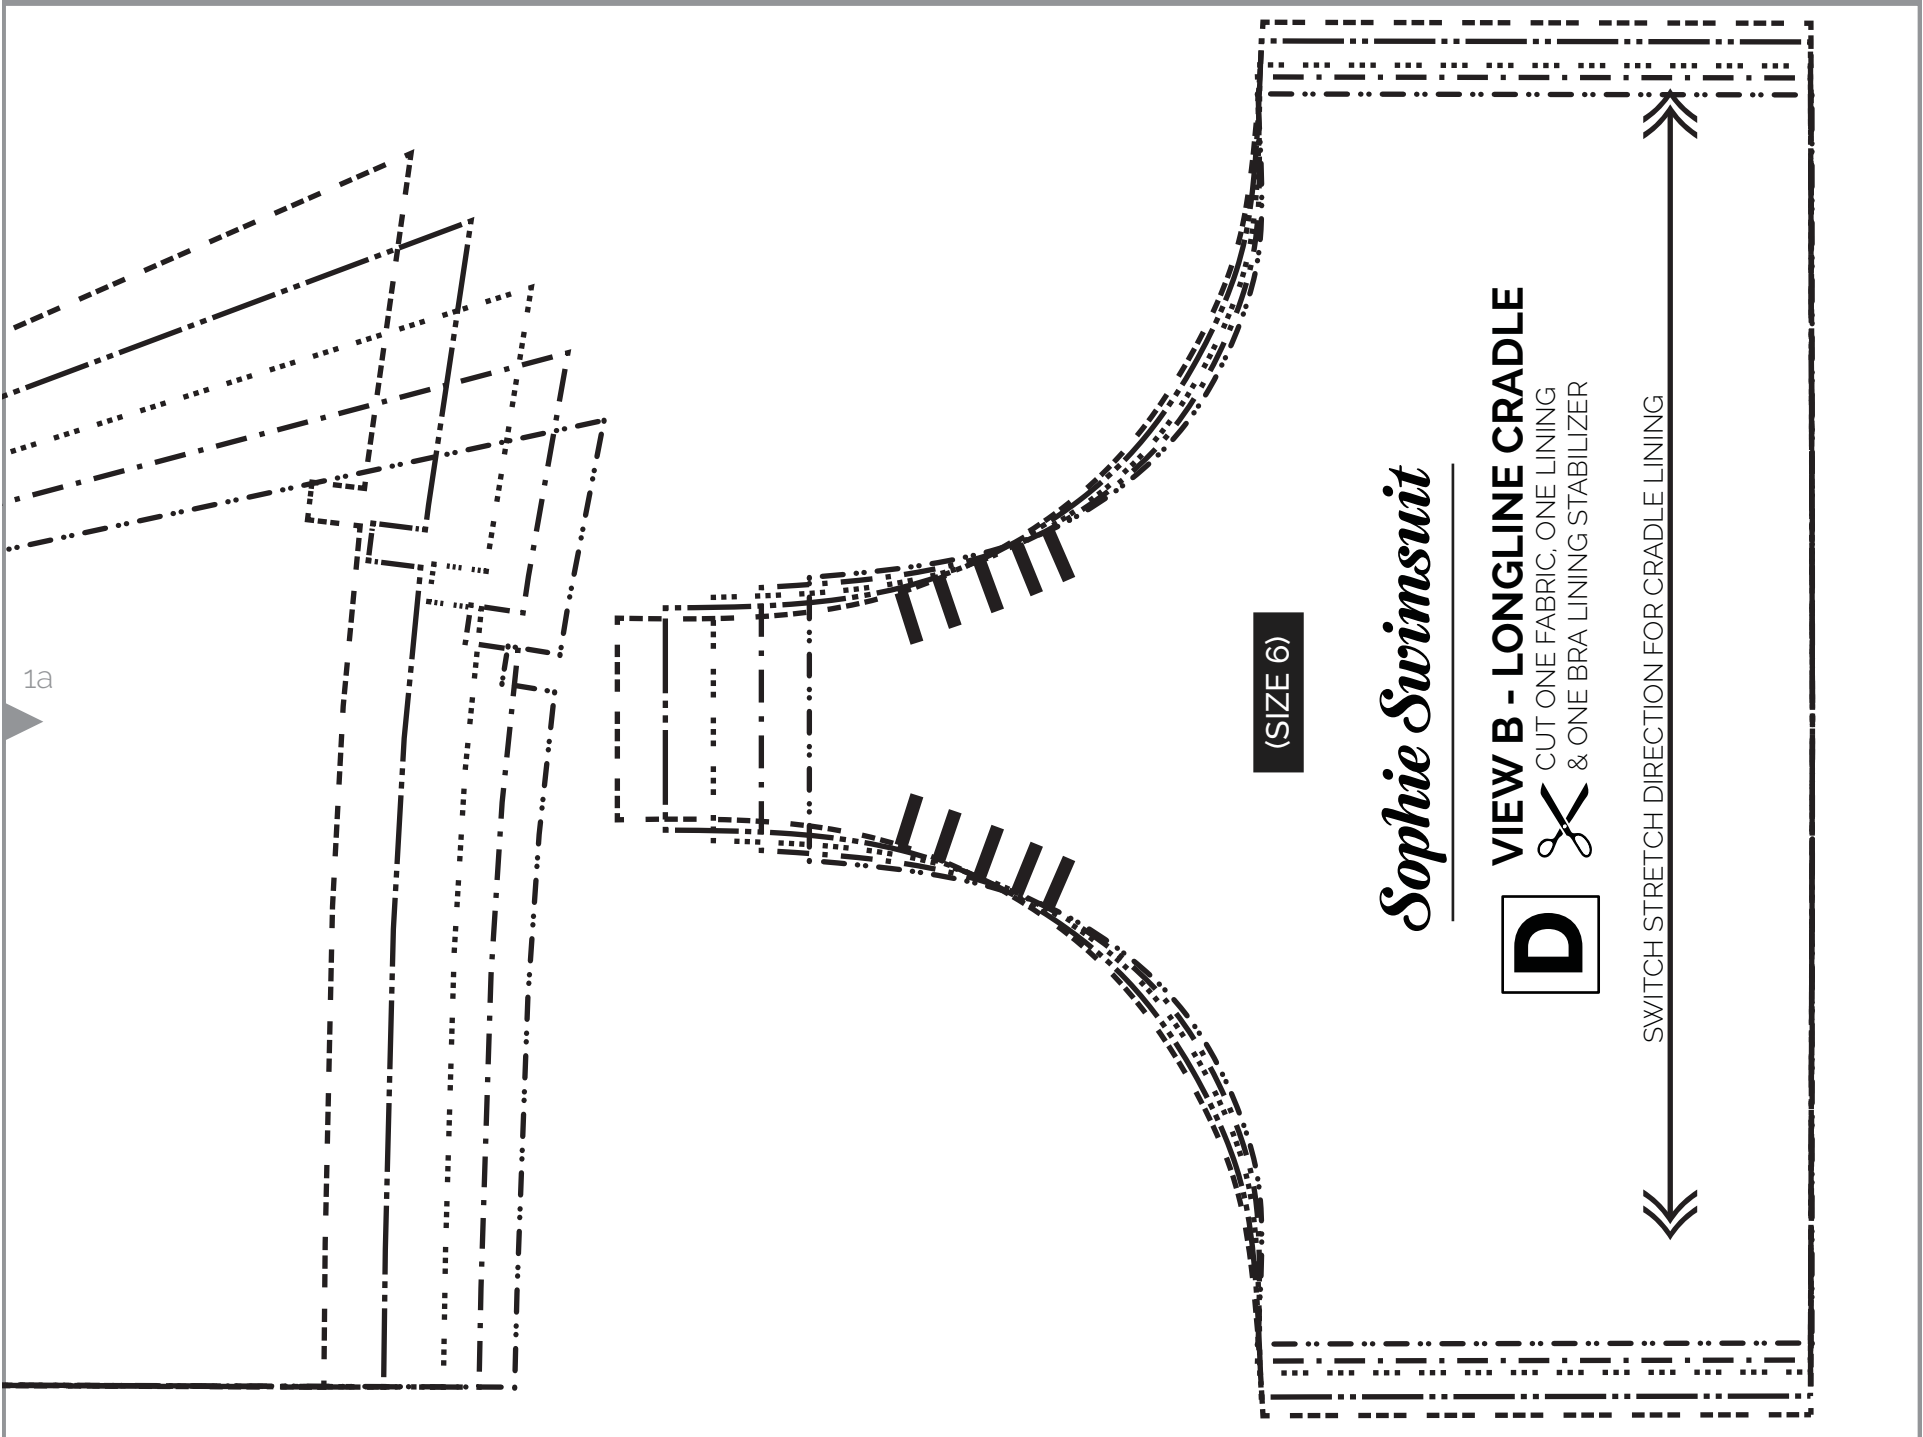 1a
(SIZE 6)
Sophie Swimsuit
D
VIEW B - LONGLINE CRADLE
CUT ONE FABRIC, ONE LINING
& ONE BRA LINING STABILIZER
SWITCH STRETCH DIRECTION FOR CRADLE LINING